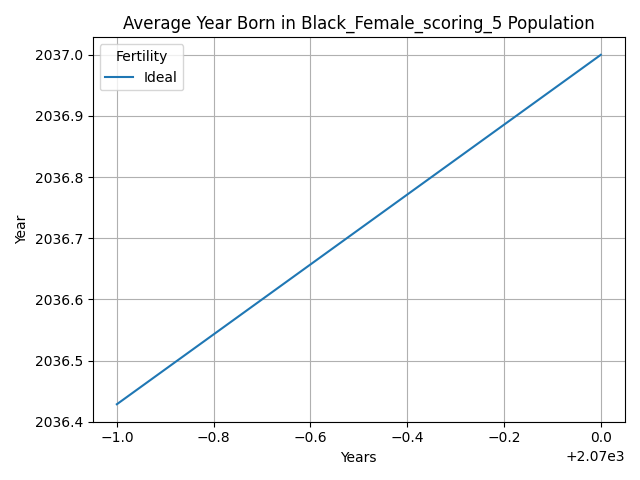 Average Year Born in Black_Female_scoring_5 Population
Fertility
Ideal
2037.0
2036.9
2036.8
2036.7
2036.6
2036.5
2036.4
Year
−1.0 −0.8 −0.6 −0.4 −0.2 0.0
Years
+2.07e3